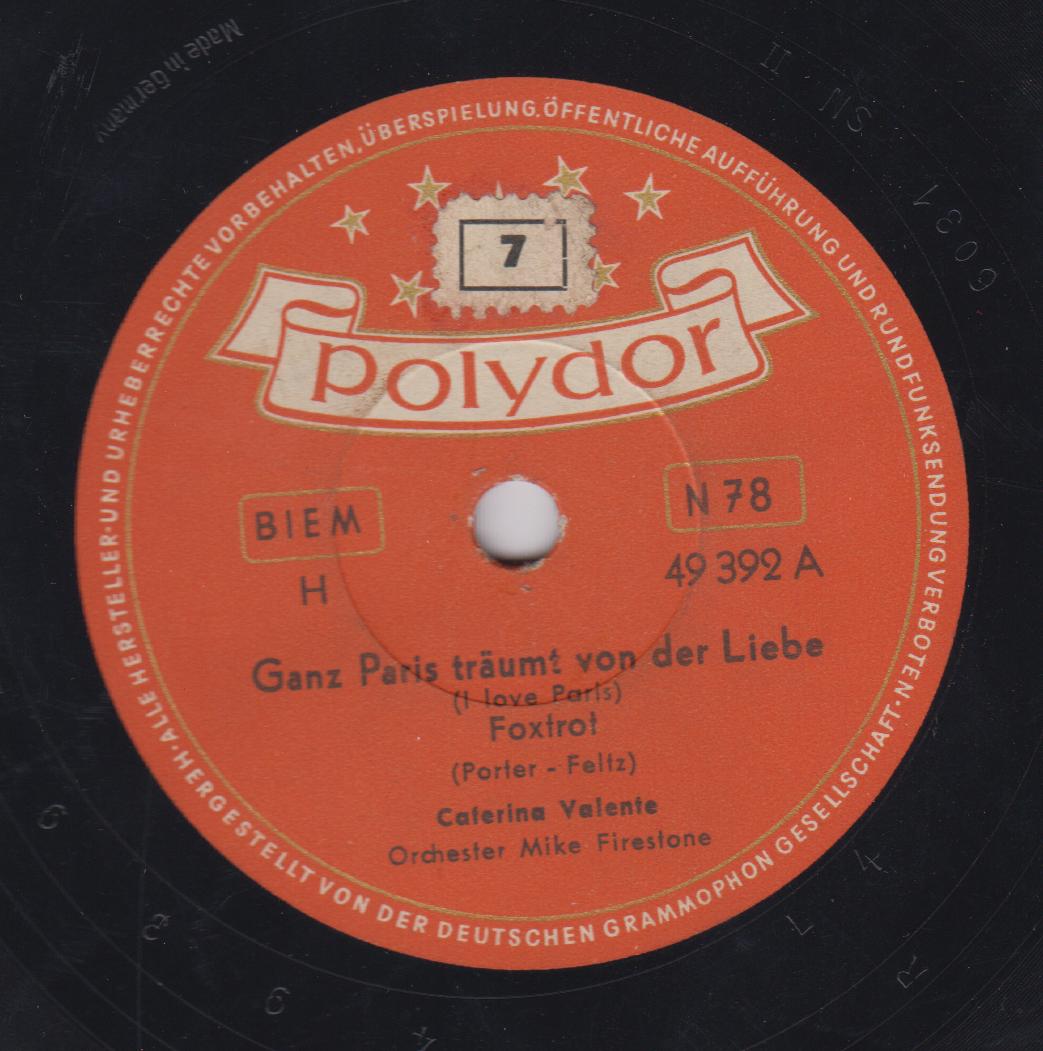 Made in Germany
ALLE HERSTELLER- UND URHEBERRECHTE VORBEHALTEN, ÜBERSPIELUNG, ÖFFENTLICHE AUFFÜHRUNG UND RUNDFUNKSENDUNG VERBOTEN
7
polydor
BIEM
N 78
H
49 392 A
Ganz Paris träumt von der Liebe
(I love Paris)
Foxtrot
(Porter - Feltz)
Caterina Valente
Orchester Mike Firestone
HERGESTELLT VON DER DEUTSCHEN GRAMMOPHON GESELLSCHAFT